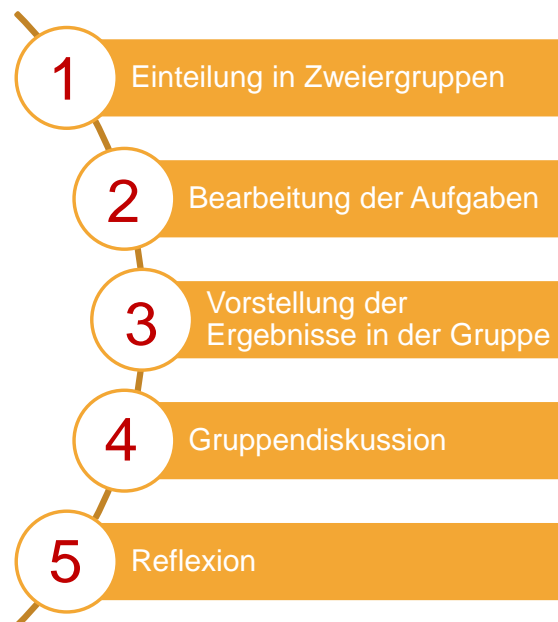 1
Einteilung in Zweiergruppen
2
Bearbeitung der Aufgaben
3
Vorstellung der
Ergebnisse in der Gruppe
4
Gruppendiskussion
5
Reflexion